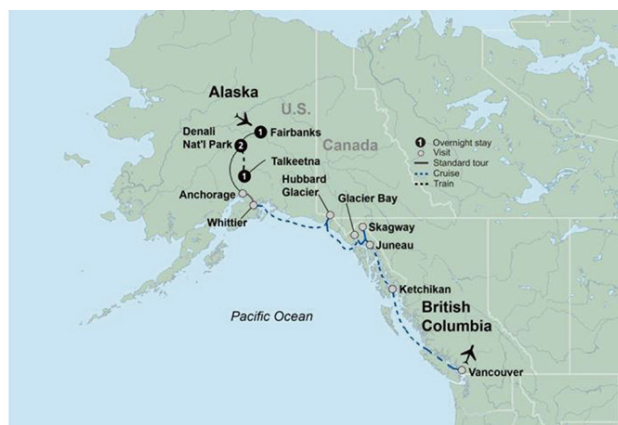 Alaska
U.S.
Canada
Denali
Nat'l Park
2
1
Fairbanks
1
Talkeetna
Anchorage
Whittier
Hubbard
Glacier
Glacier Bay
Skagway
Juneau
Ketchikan
British
Columbia
Vancouver
Pacific Ocean
1 Overnight stay
Visit
Standard tour
Cruise
Train